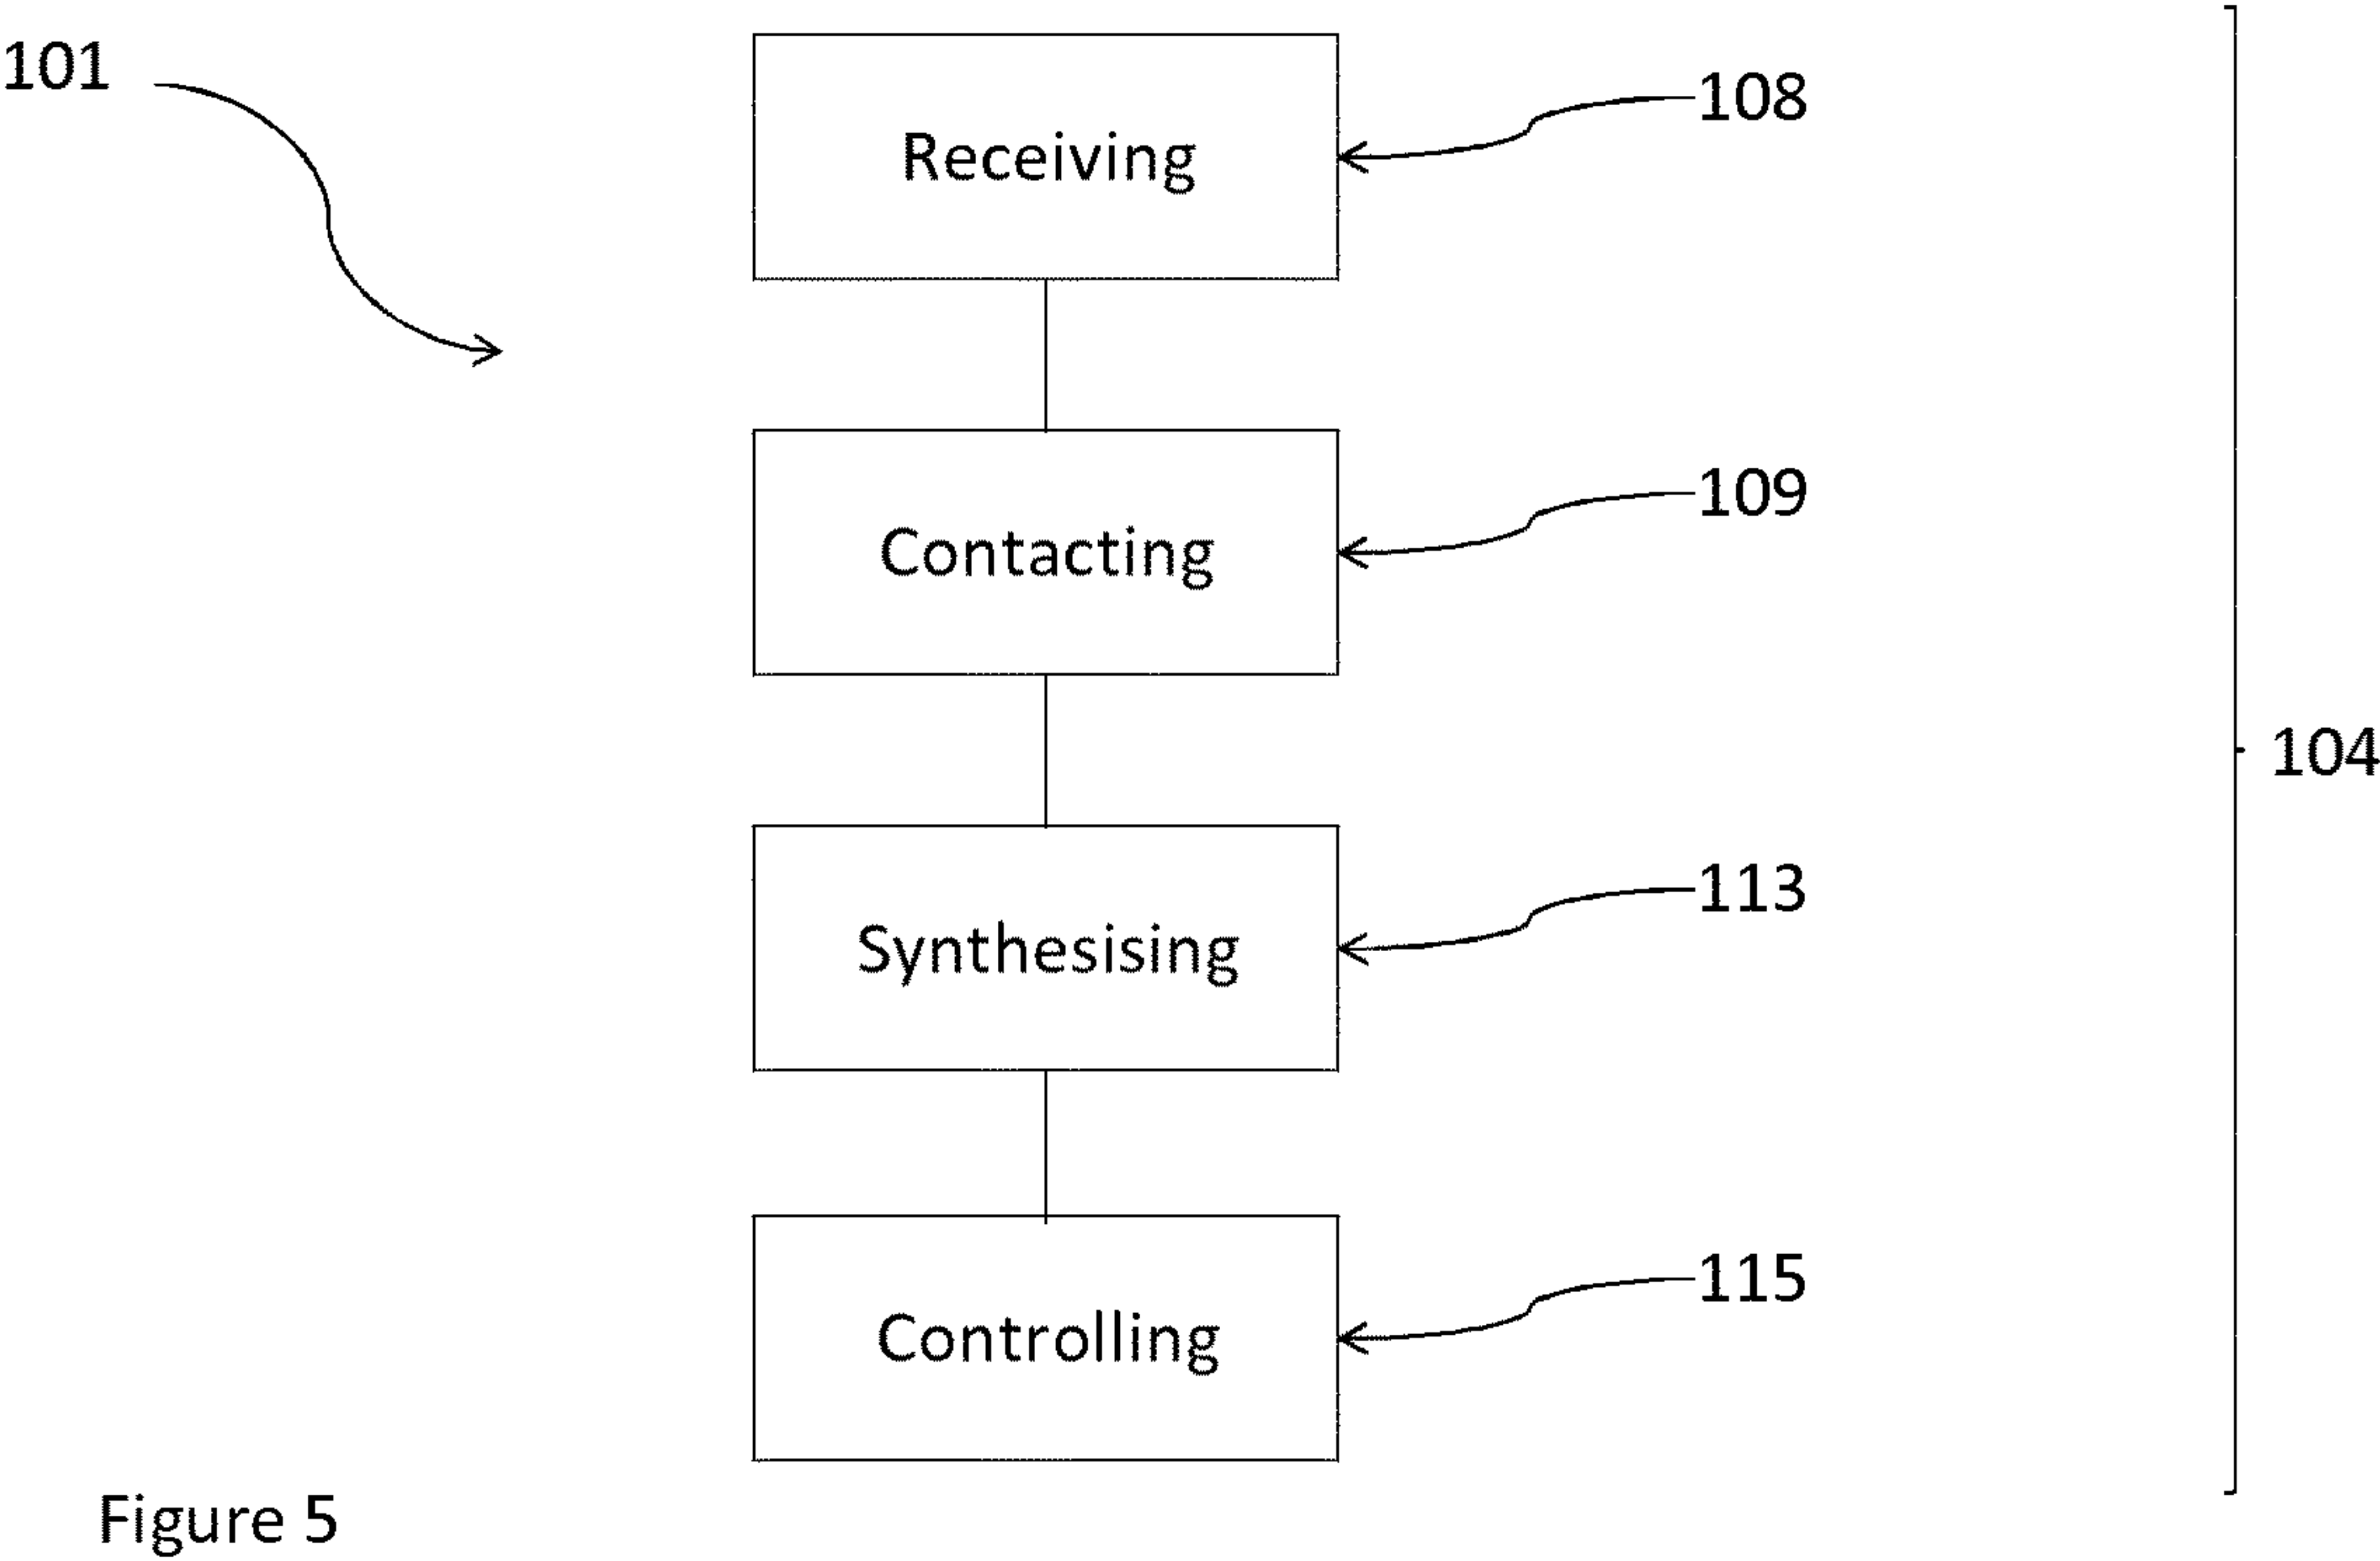 101
Receiving
108
Contacting
109
104
Synthesising
113
Controlling
115
Figure 5